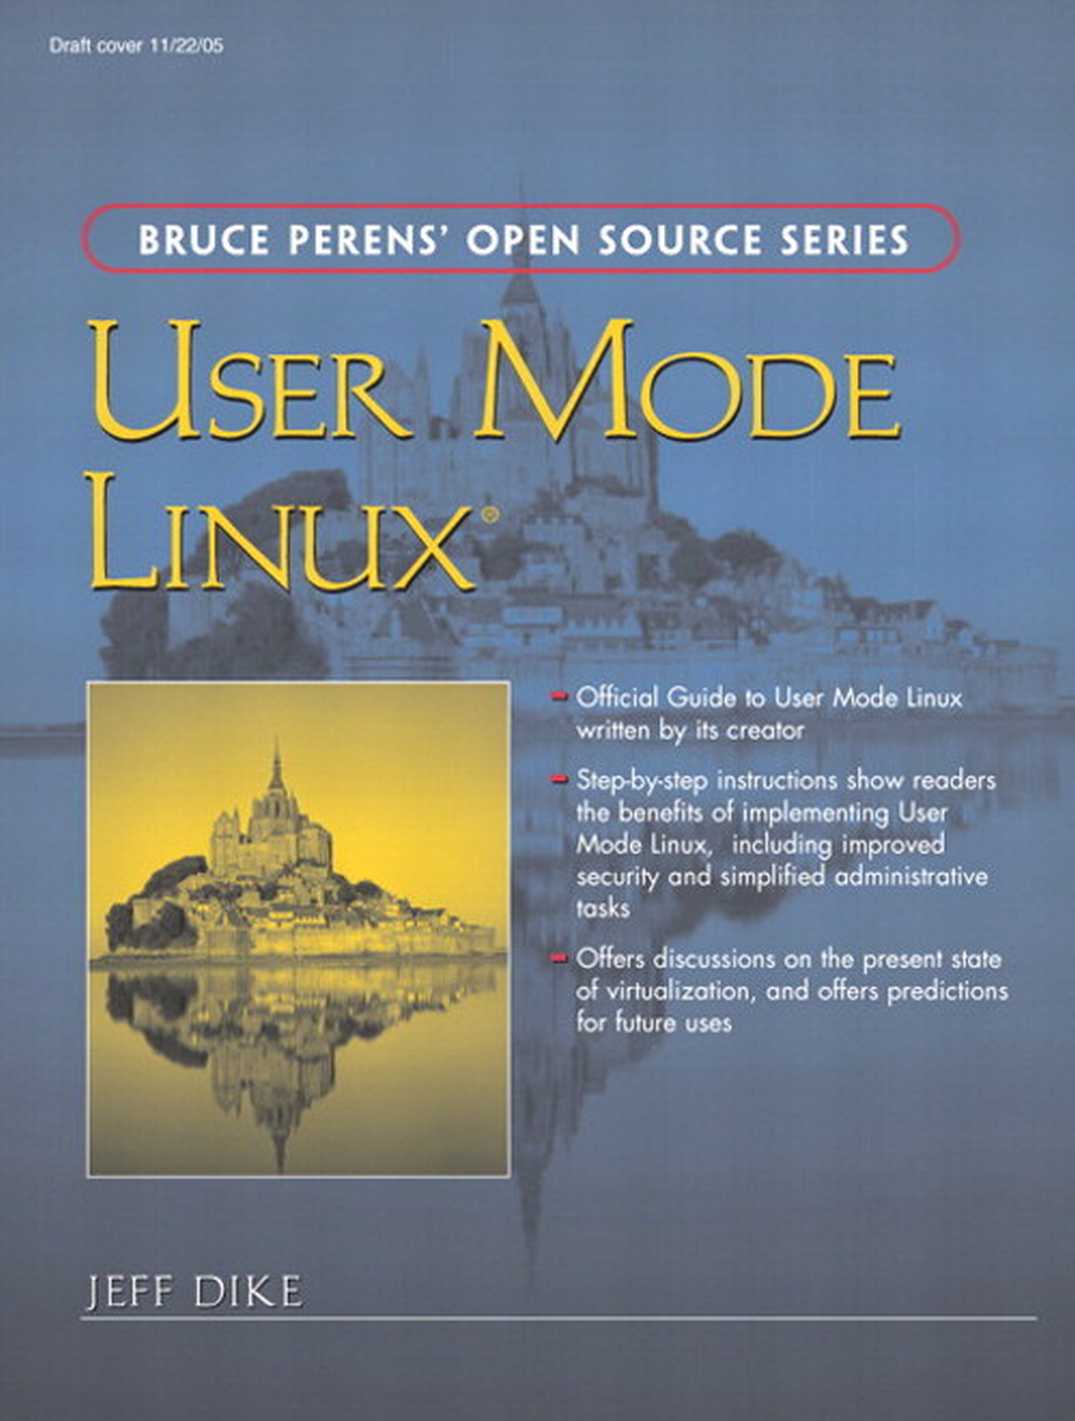 Draft cover 11/22/05
BRUCE PERENS' OPEN SOURCE SERIES
USER MODE
LINUX®
Official Guide to User Mode Linux
written by its creator
Step-by-step instructions show readers
the benefits of implementing User
Mode Linux, including improved
security and simplified administrative
tasks
Offers discussions on the present state
of virtualization, and offers predictions
for future uses
JEFF DIKE